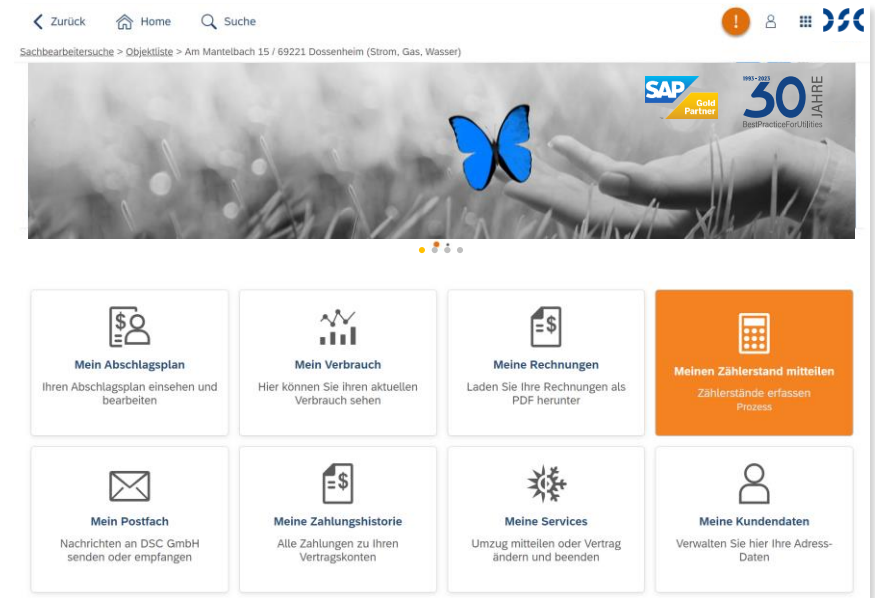 Zurück Home Suche ! DSC
Sachbearbeitersuche > Objektliste > Am Mantelbach 15 / 69221 Dossenheim (Strom, Gas, Wasser)
SAP
Gold
Partner
1993 - 2023
30 JAHRE
BestPracticeForUtilities
Mein Abschlagsplan
Ihren Abschlagsplan einsehen und
bearbeiten
Mein Verbrauch
Hier können Sie ihren aktuellen
Verbrauch sehen
Meine Rechnungen
Laden Sie Ihre Rechnungen als
PDF herunter
Meinen Zählerstand mitteilen
Zählerstände erfassen
Prozess
Mein Postfach
Nachrichten an DSC GmbH
senden oder empfangen
Meine Zahlungshistorie
Alle Zahlungen zu Ihren
Vertragskonten
Meine Services
Umzug mitteilen oder Vertrag
ändern und beenden
Meine Kundendaten
Verwalten Sie hier Ihre Adress-
Daten